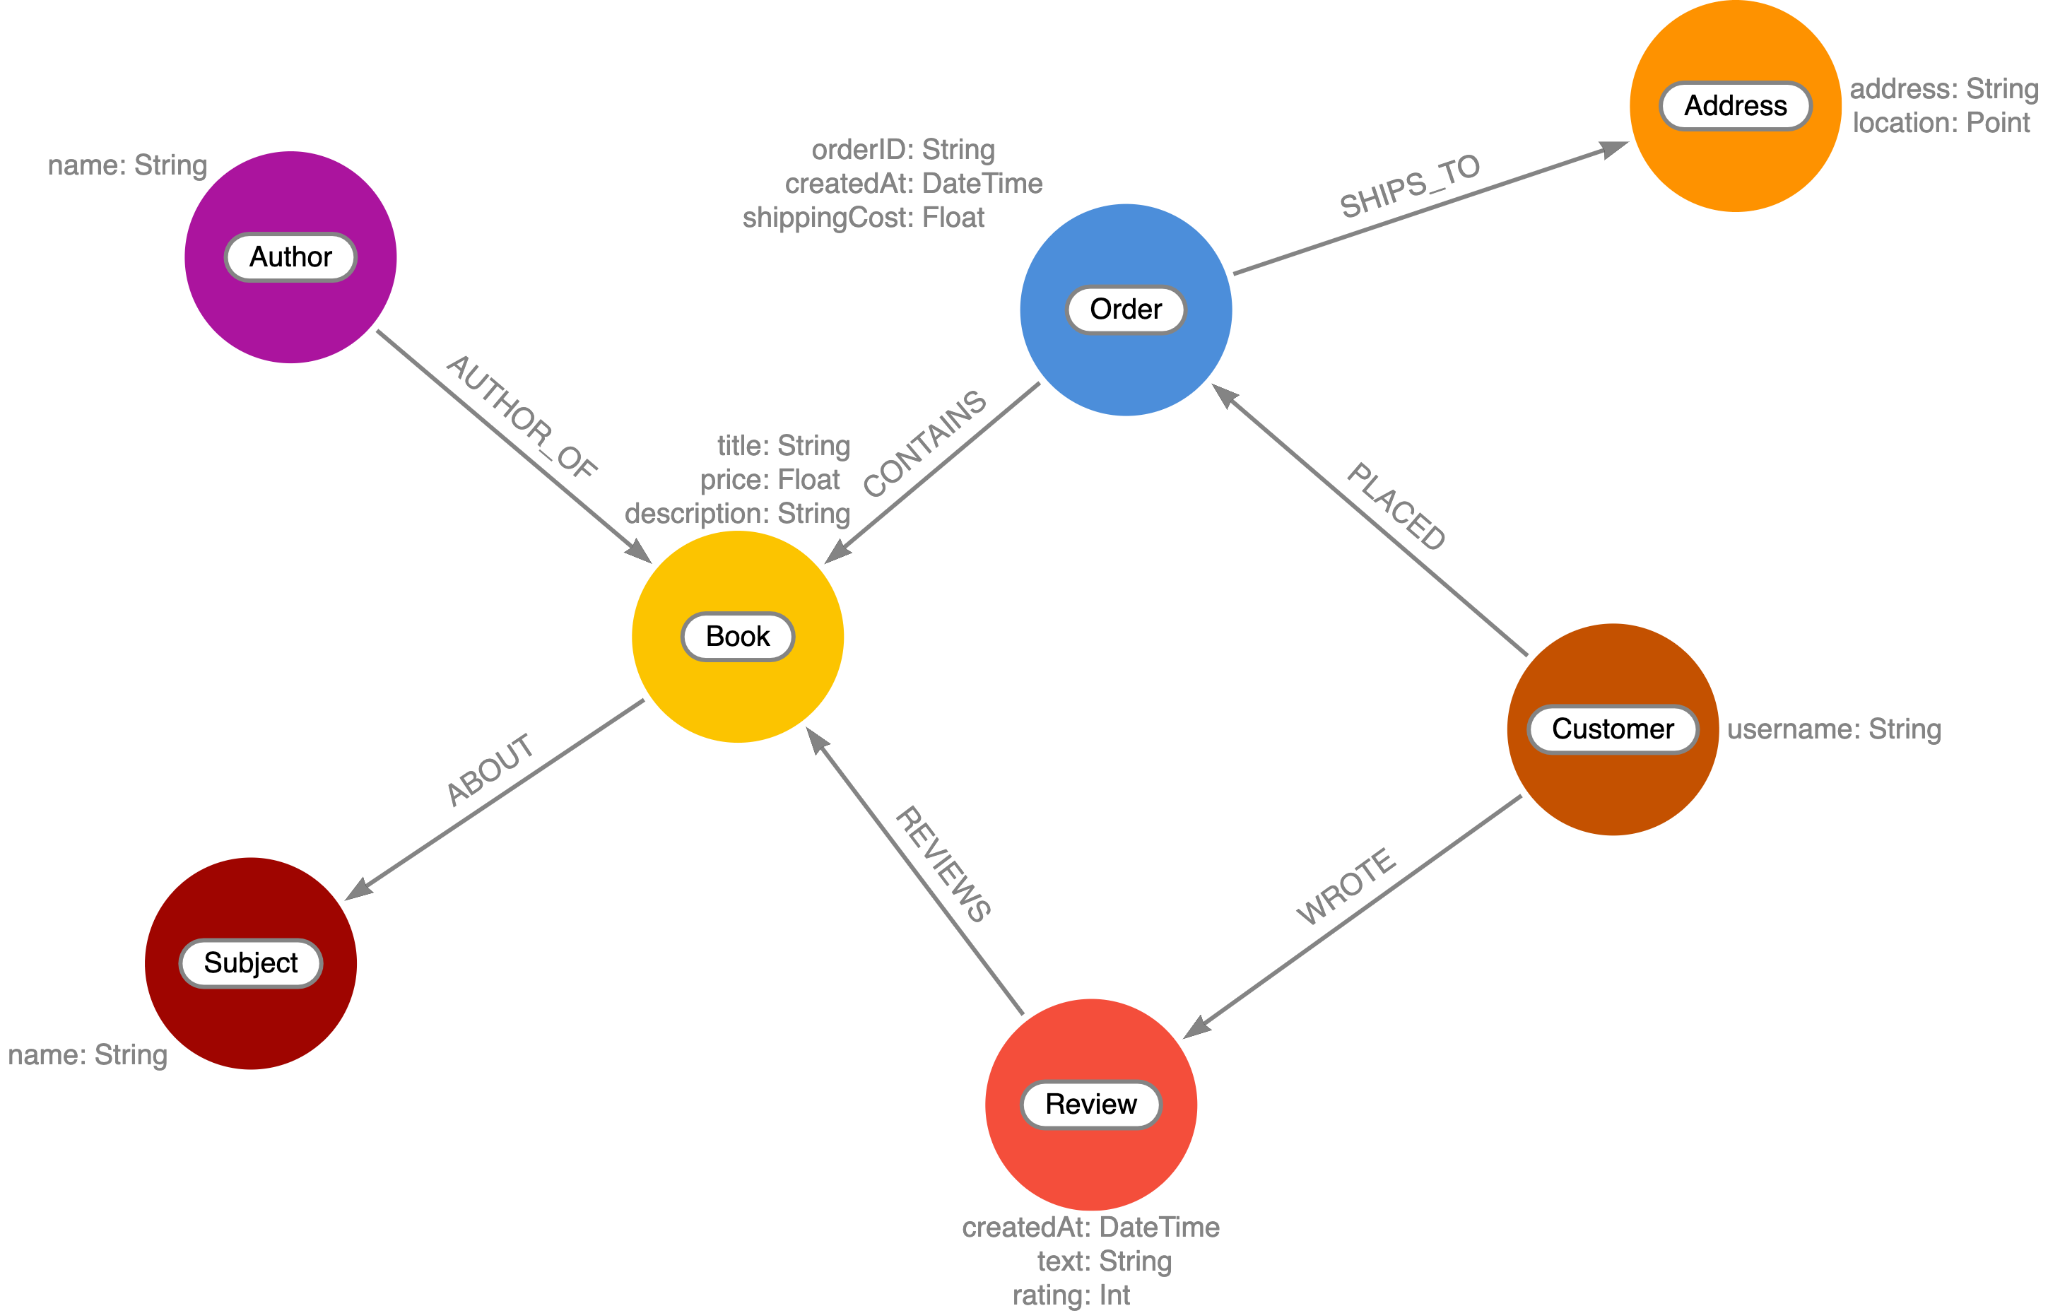 address: String
location: Point
Address
orderID: String
createdAt: DateTime
shippingCost: Float
name: String
SHIPS_TO
Author
Order
AUTHOR_OF
CONTAINS
title: String
price: Float
description: String
PLACED
Book
Customer
username: String
ABOUT
REVIEWS
WROTE
Subject
name: String
Review
createdAt: DateTime
text: String
rating: Int